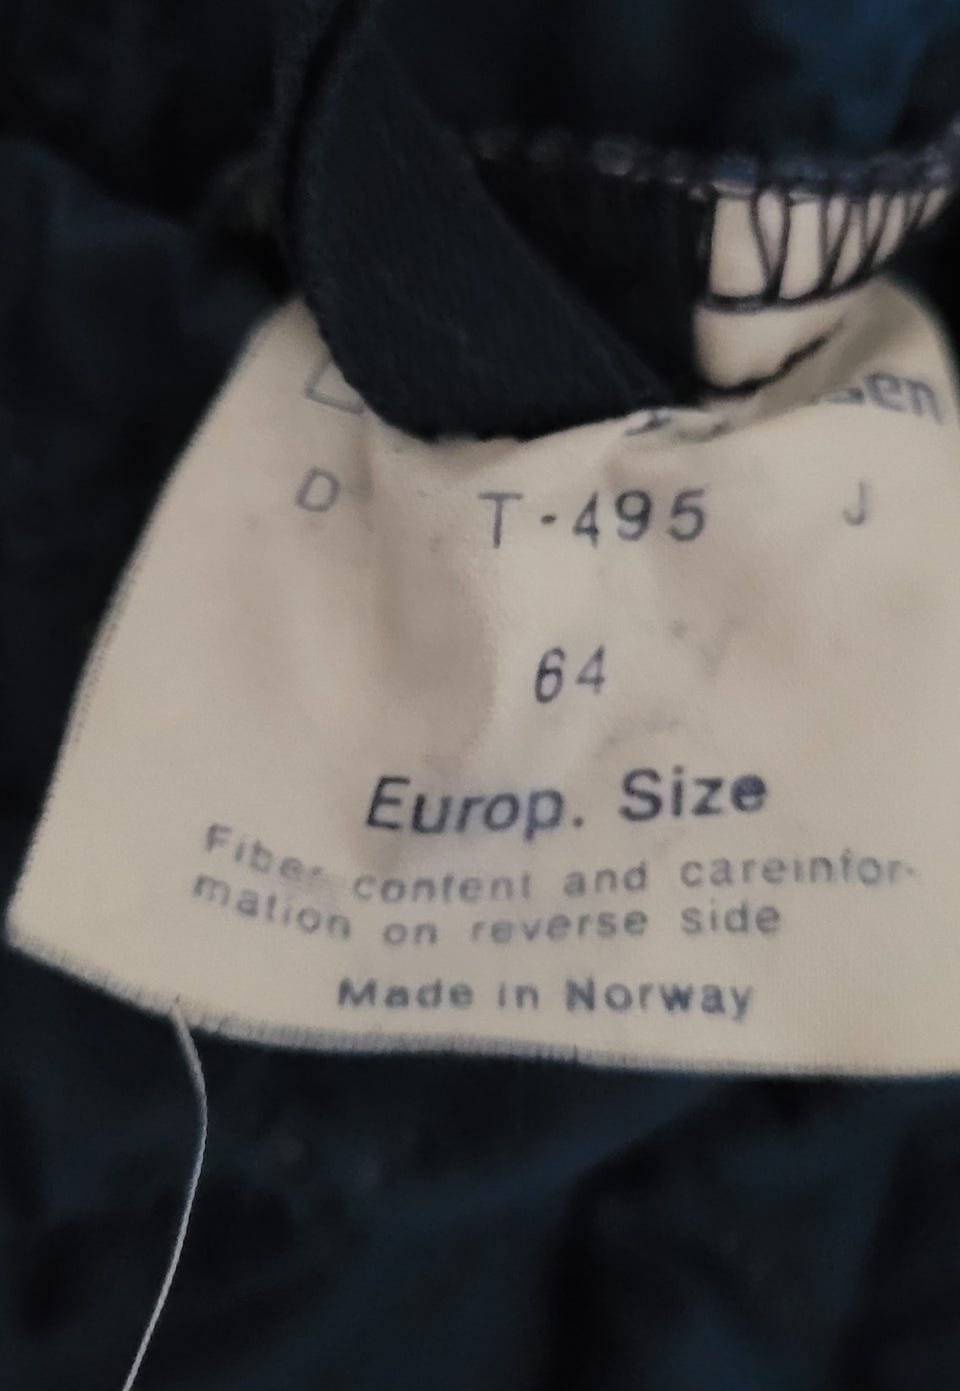 D T-495 J
64
Europ. Size
Fiber content and careinfor-
mation on reverse side
Made in Norway